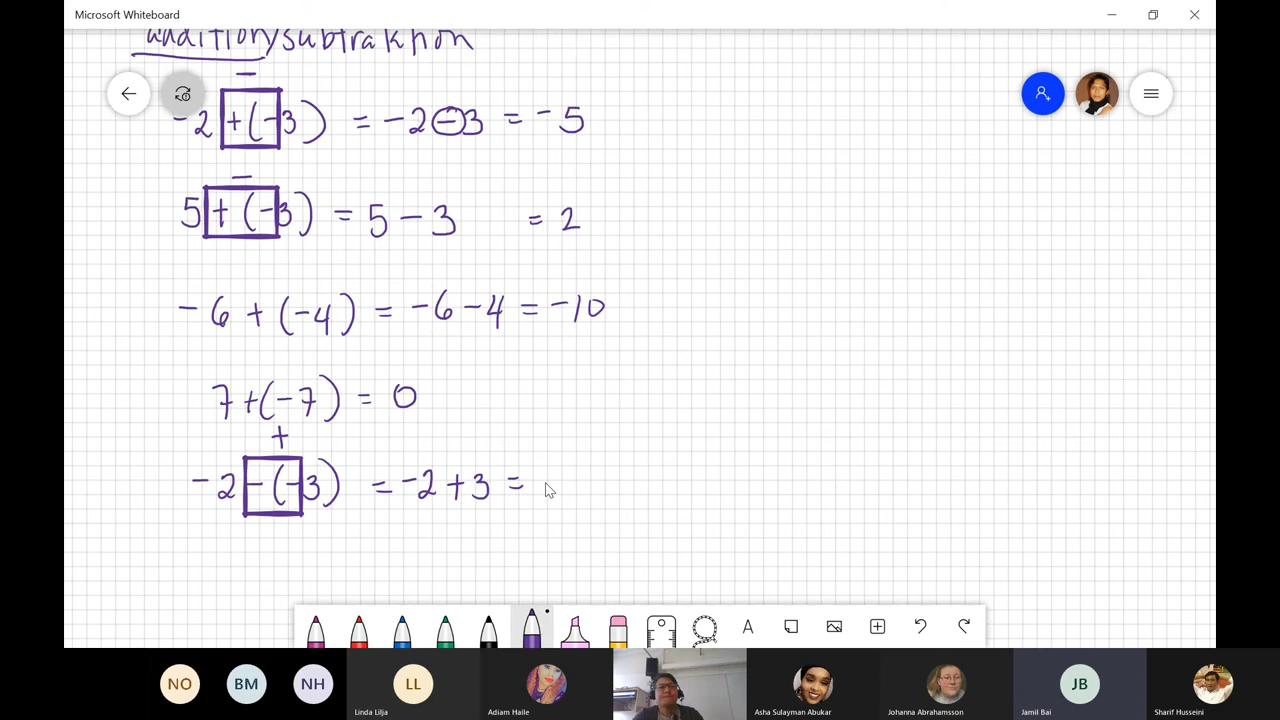 Microsoft Whiteboard
addition/subtraktion
−
-2 +(-3) = -2-3 = -5
−
5 + (-3) = 5 - 3 = 2
-6 + (-4) = -6 - 4 = -10
7 + (-7) = 0
+
-2 - (-3) = -2 + 3 =
A
NO BM NH LL JB
Linda Lilja Adiam Haile Asha Sulayman Abukar Johanna Abrahamsson Jamil Bai Sharif Husseini